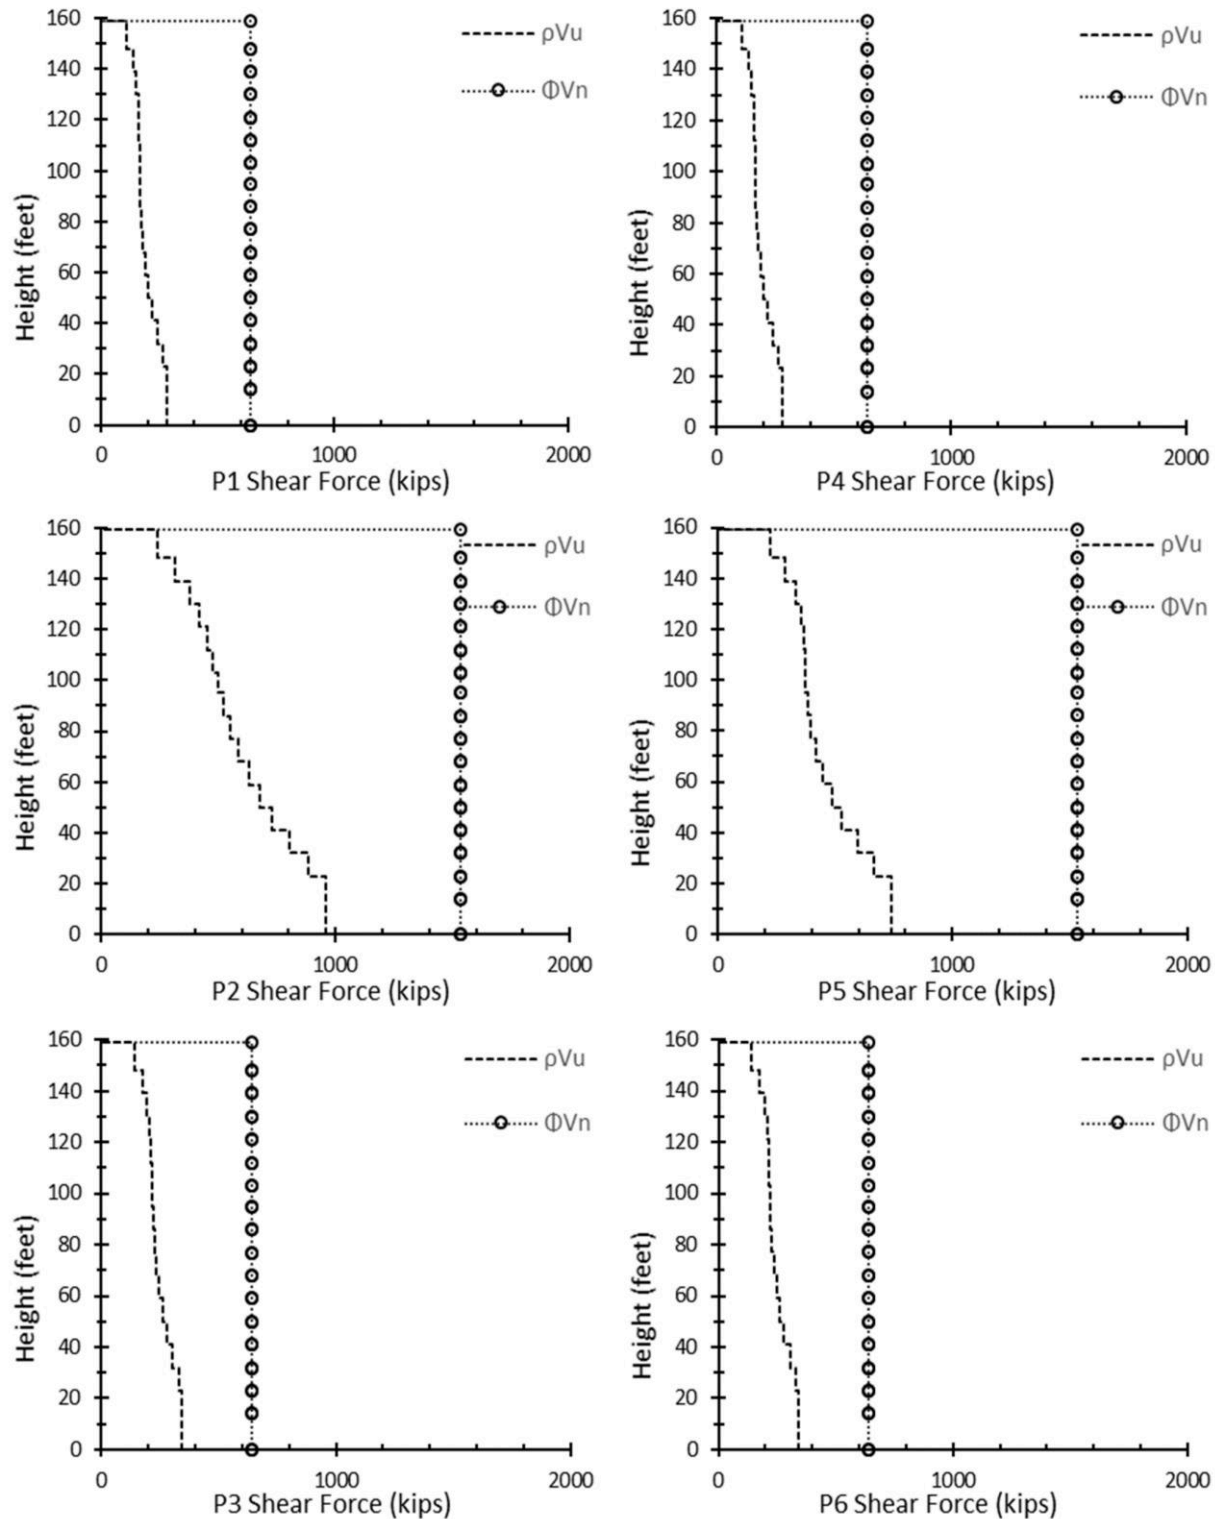 160
140
120
100
80
60
40
20
0
Height (feet)
0 1000 2000
P1 Shear Force (kips)
ρVu
ΦVn
160
140
120
100
80
60
40
20
0
Height (feet)
0 1000 2000
P4 Shear Force (kips)
ρVu
ΦVn
160
140
120
100
80
60
40
20
0
Height (feet)
0 1000 2000
P2 Shear Force (kips)
ρVu
ΦVn
160
140
120
100
80
60
40
20
0
Height (feet)
0 1000 2000
P5 Shear Force (kips)
ρVu
ΦVn
160
140
120
100
80
60
40
20
0
Height (feet)
0 1000 2000
P3 Shear Force (kips)
ρVu
ΦVn
160
140
120
100
80
60
40
20
0
Height (feet)
0 1000 2000
P6 Shear Force (kips)
ρVu
ΦVn